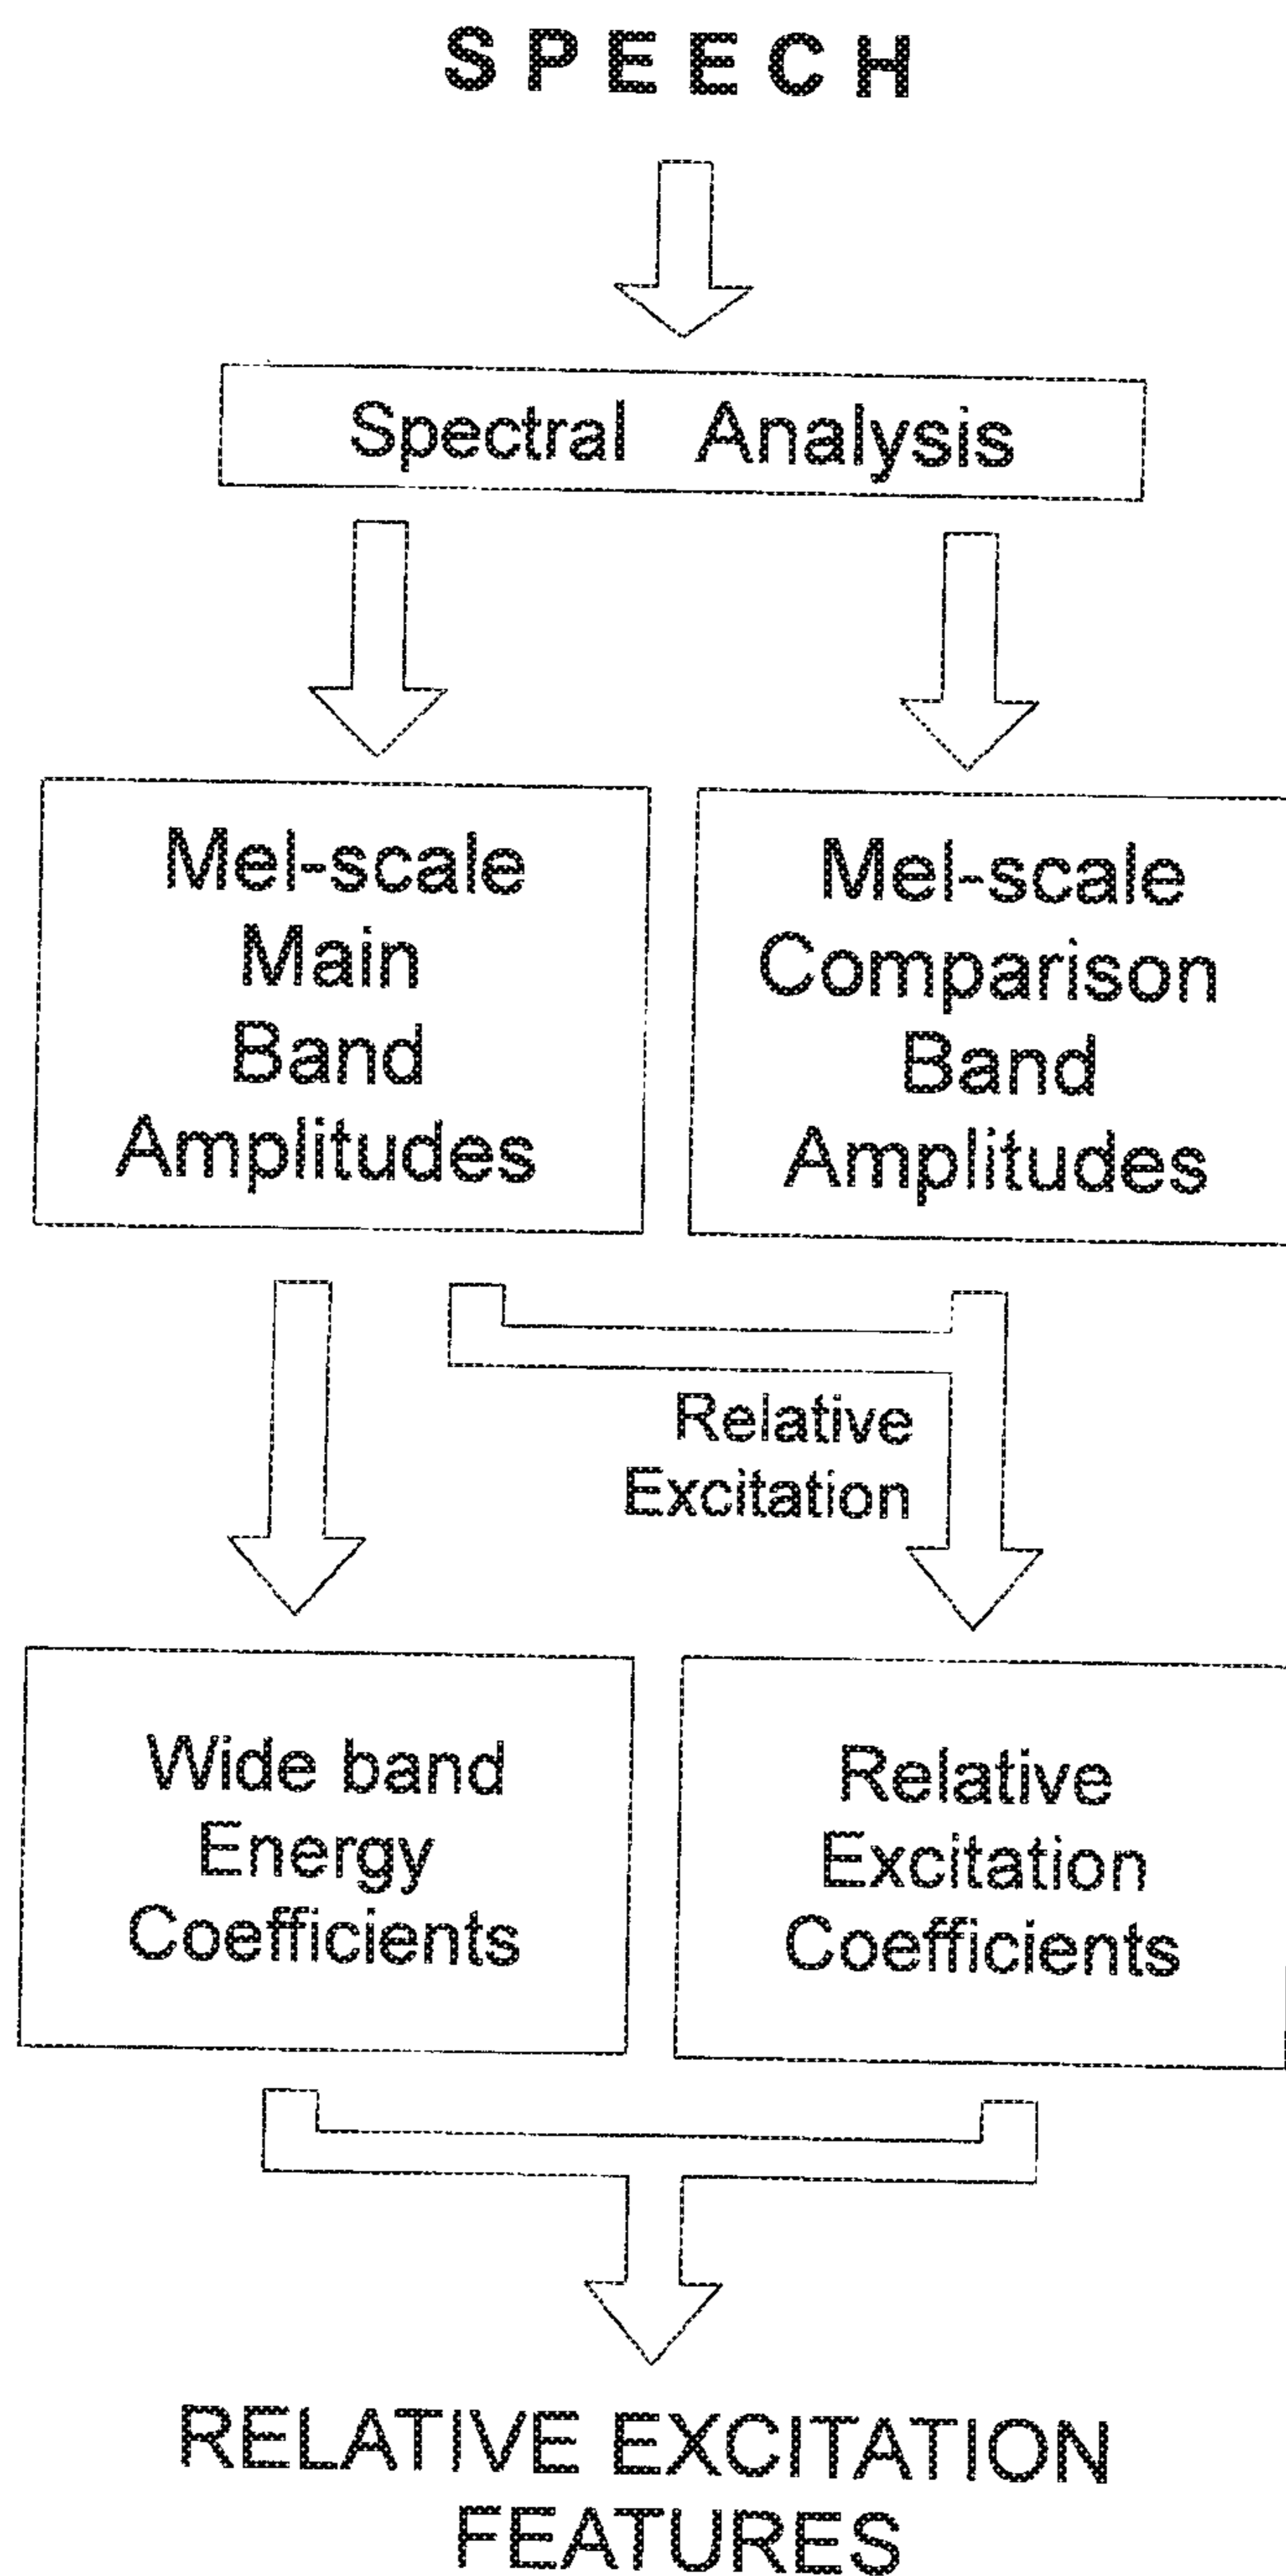 SPEECH
Spectral Analysis
Mel-scale
Main
Band
Amplitudes
Mel-scale
Comparison
Band
Amplitudes
Relative
Excitation
Wide band
Energy
Coefficients
Relative
Excitation
Coefficients
RELATIVE EXCITATION
FEATURES